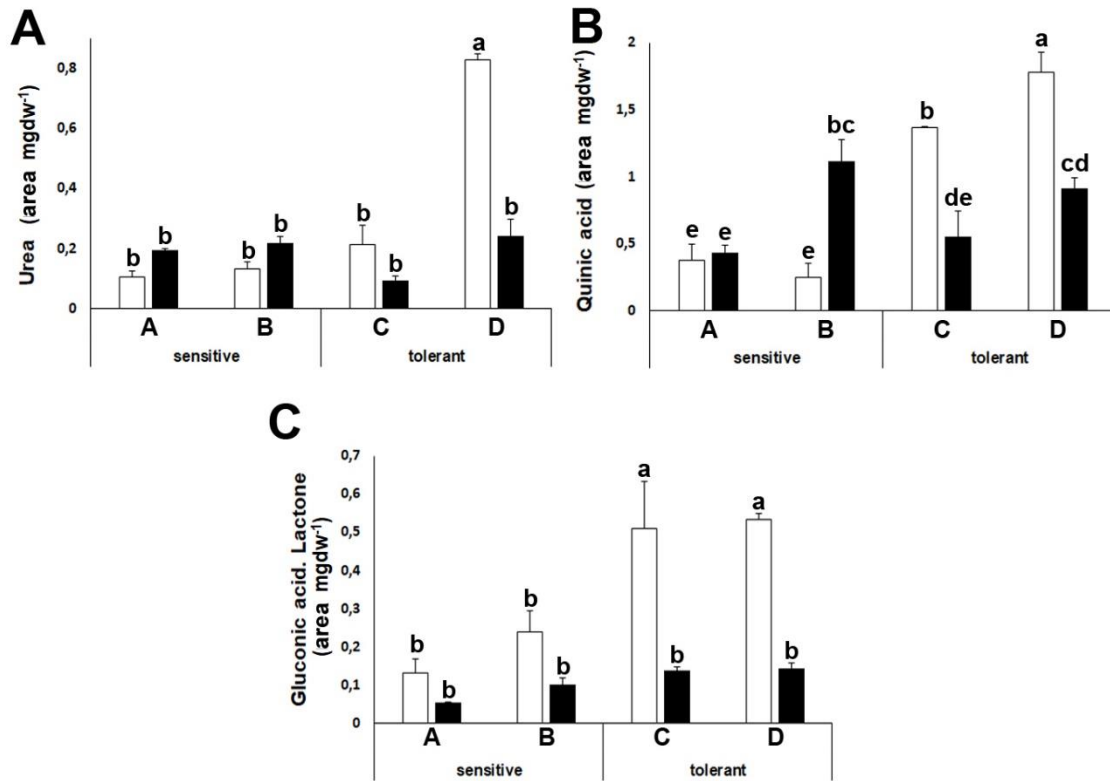 A
Urea (area mgdw-1)
0,8
0,6
0,4
0,2
0
b b b b b b a b
A B C D
sensitive tolerant
B
Quinic acid (area mgdw-1)
2
1,5
1
0,5
0
e e e bc b de a cd
A B C D
sensitive tolerant
C
Gluconic acid. Lactone
(area mgdw-1)
0,7
0,6
0,5
0,4
0,3
0,2
0,1
0
b b b b a b a b
A B C D
sensitive tolerant